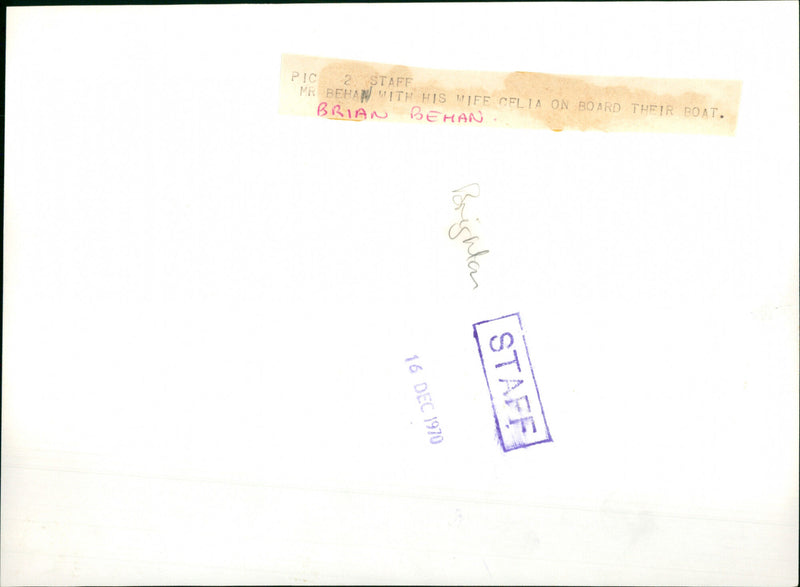 PIC 2 STAFF
MR BEHAN WITH HIS WIFE CELIA ON BOARD THEIR BOAT.
BRIAN BEHAN.
Brighton
STAFF
16 DEC 1970